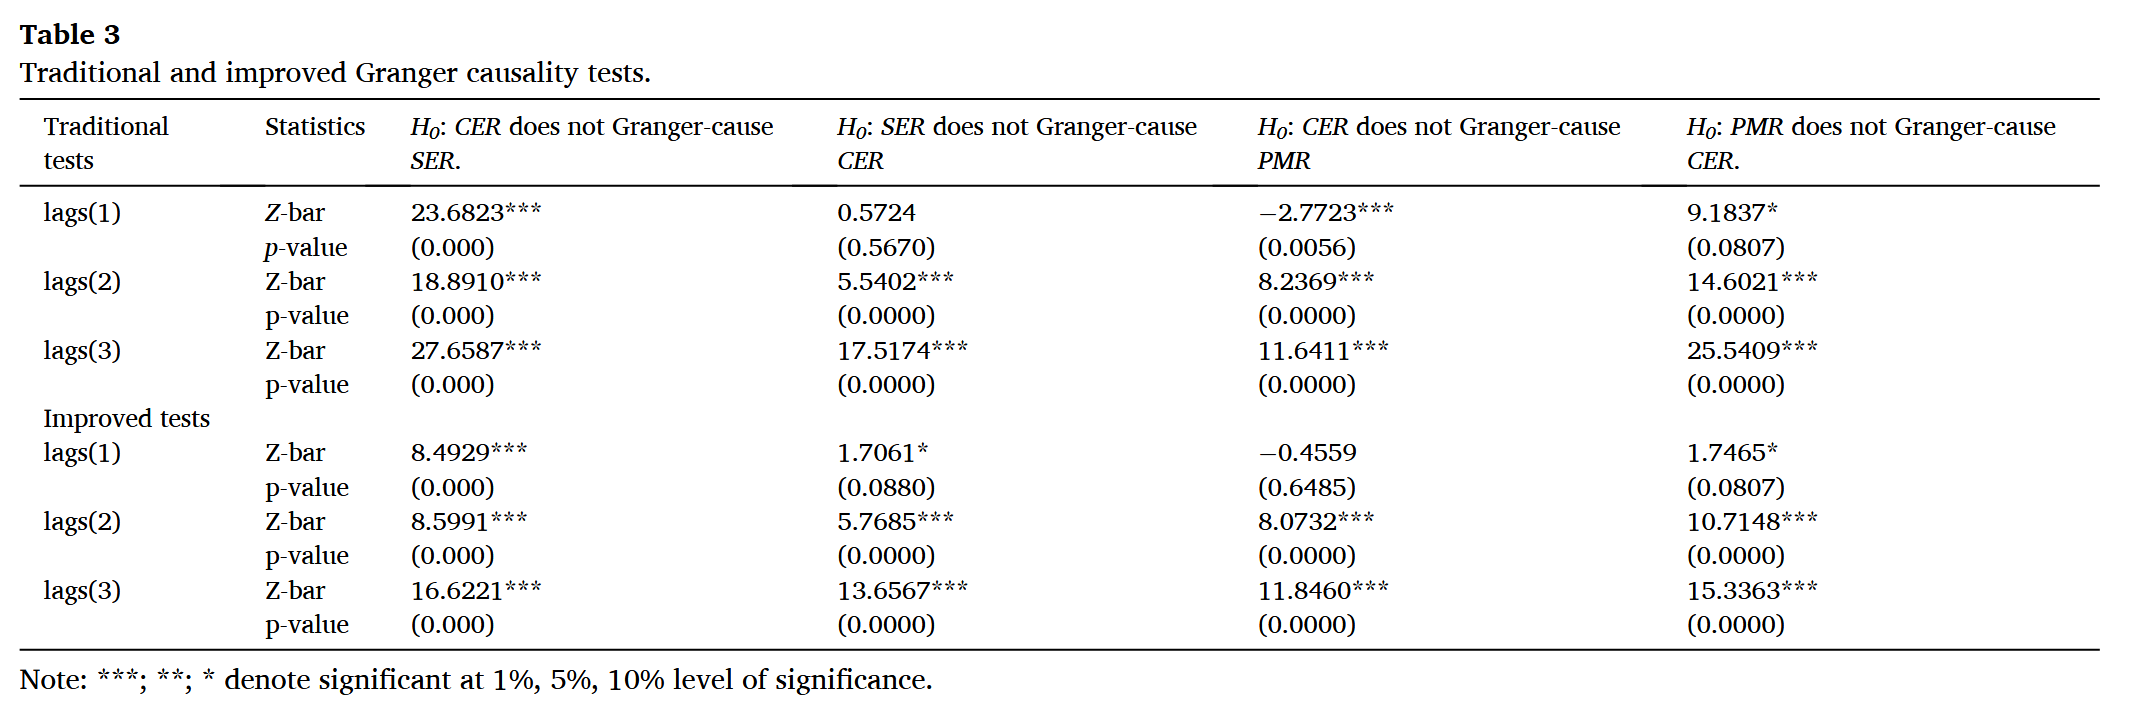 Table 3
Traditional and improved Granger causality tests.
Traditional tests Statistics H0: CER does not Granger-cause SER. H0: SER does not Granger-cause CER H0: CER does not Granger-cause PMR H0: PMR does not Granger-cause CER.
lags(1) Z-bar 23.6823*** 0.5724 −2.7723*** 9.1837*
p-value (0.000) (0.5670) (0.0056) (0.0807)
lags(2) Z-bar 18.8910*** 5.5402*** 8.2369*** 14.6021***
p-value (0.000) (0.0000) (0.0000) (0.0000)
lags(3) Z-bar 27.6587*** 17.5174*** 11.6411*** 25.5409***
p-value (0.000) (0.0000) (0.0000) (0.0000)
Improved tests
lags(1) Z-bar 8.4929*** 1.7061* −0.4559 1.7465*
p-value (0.000) (0.0880) (0.6485) (0.0807)
lags(2) Z-bar 8.5991*** 5.7685*** 8.0732*** 10.7148***
p-value (0.000) (0.0000) (0.0000) (0.0000)
lags(3) Z-bar 16.6221*** 13.6567*** 11.8460*** 15.3363***
p-value (0.000) (0.0000) (0.0000) (0.0000)
Note: ***; **; * denote significant at 1%, 5%, 10% level of significance.